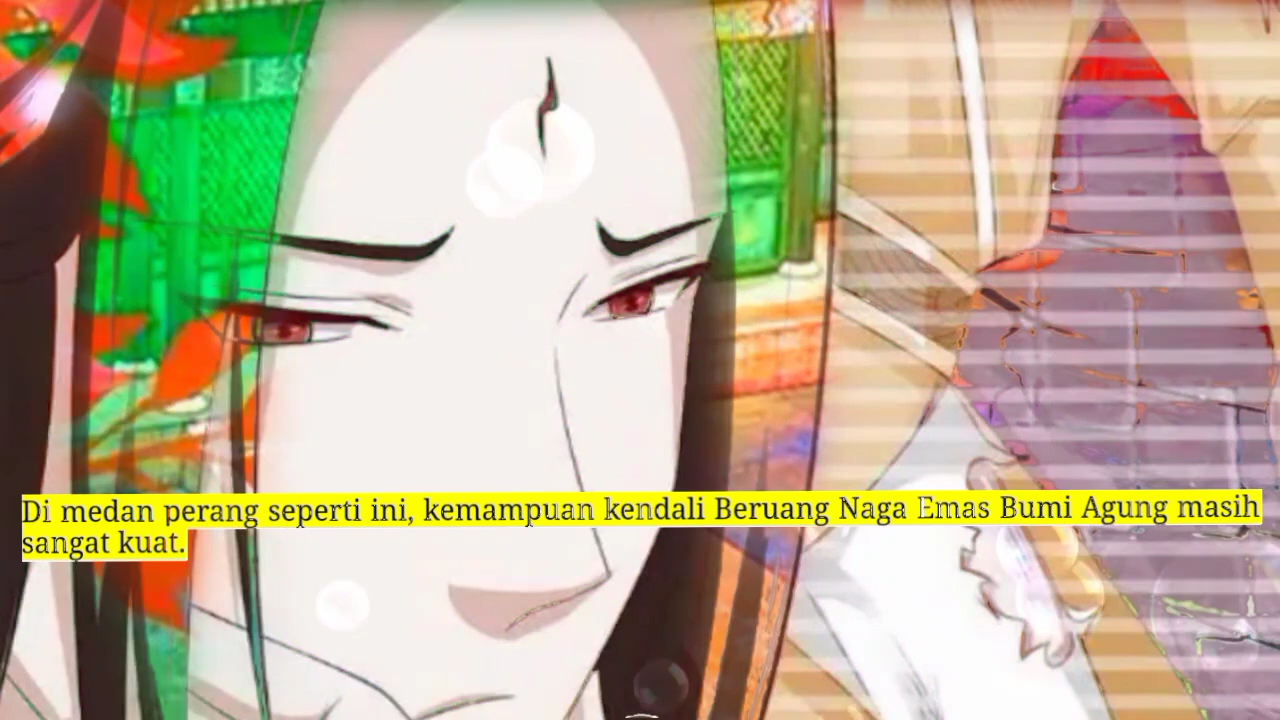 Di medan perang seperti ini, kemampuan kendali Beruang Naga Emas Bumi Agung masih
sangat kuat.